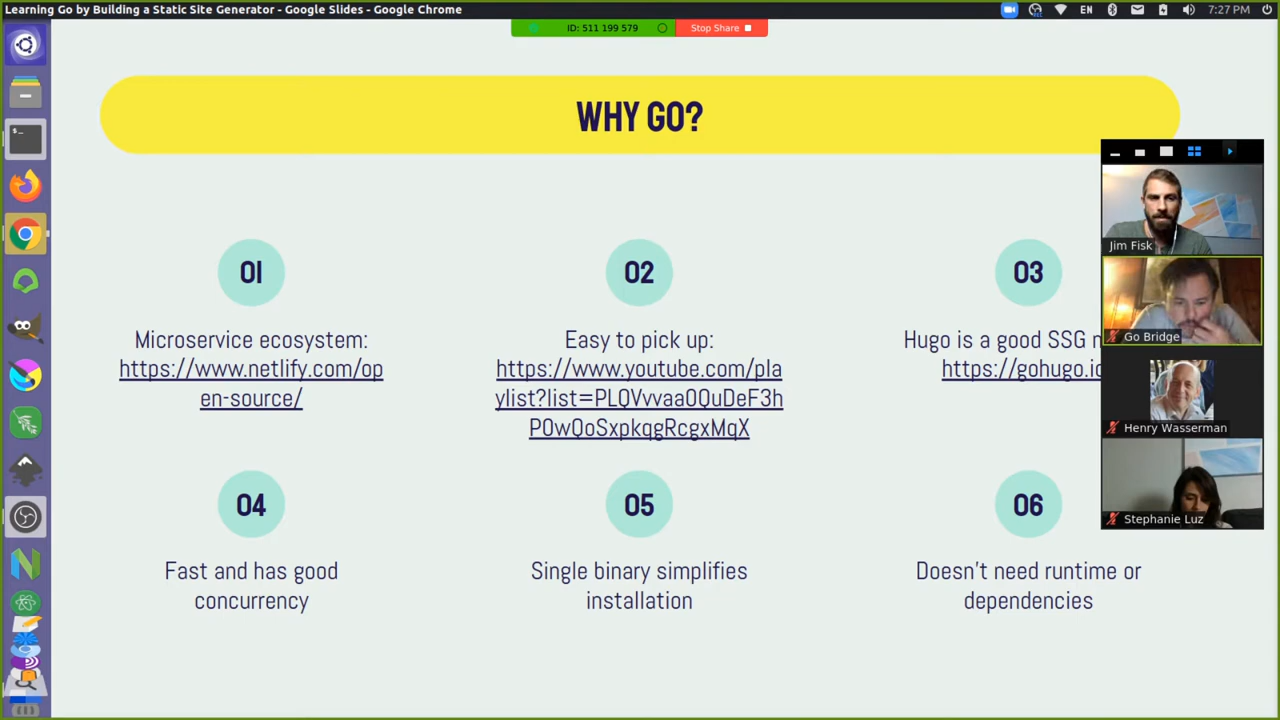 Learning Go by Building a Static Site Generator - Google Slides - Google Chrome
EN
7:27 PM
ID: 511 199 579
Stop Share
WHY GO?
01
Microservice ecosystem:
https://www.netlify.com/op
en-source/
02
Easy to pick up:
https://www.youtube.com/pla
ylist?list=PLQVvvaa0QuDeF3h
P0wQoSxpkqgRcgxMqX
03
Hugo is a good SSG
https://gohugo.io
04
Fast and has good
concurrency
05
Single binary simplifies
installation
06
Doesn't need runtime or
dependencies
Jim Fisk
Go Bridge
Henry Wasserman
Stephanie Luz